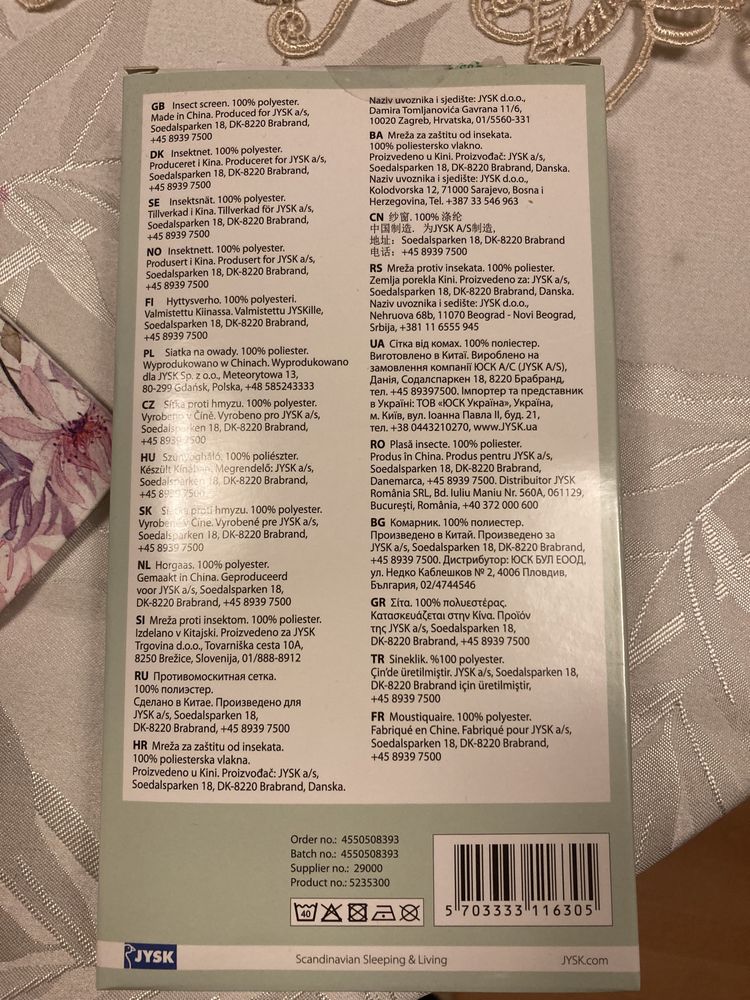 GB Insect screen. 100% polyester.
Made in China. Produced for JYSK a/s,
Soedalsparken 18, DK-8220 Brabrand,
+45 8939 7500
DK Insektnet. 100% polyester.
Produceret i Kina. Produceret for JYSK a/s,
Soedalsparken 18, DK-8220 Brabrand,
+45 8939 7500
SE Insektsnät. 100% polyester.
Tillverkad i Kina. Tillverkad för JYSK a/s,
Soedalsparken 18, DK-8220 Brabrand,
+45 8939 7500
NO Insektnett. 100% polyester.
Produsert i Kina. Produsert for JYSK a/s,
Soedalsparken 18, DK-8220 Brabrand,
+45 8939 7500
FI Hyttysverho. 100% polyesteri.
Valmistettu Kiinassa. Valmistettu JYSKille,
Soedalsparken 18, DK-8220 Brabrand,
+45 8939 7500
PL Siatka na owady. 100% polyester.
Wyprodukowano w Chinach. Wyprodukowano
dla JYSK Sp. z o.o., Meteorytowa 13,
80-299 Gdańsk, Polska, +48 585243333
CZ Síťka proti hmyzu. 100% polyester.
Vyrobeno v Číně. Vyrobeno pro JYSK a/s,
Soedalsparken 18, DK-8220 Brabrand,
+45 8939 7500
HU Szúnyogháló. 100% poliészter.
Készült Kínában. Megrendelő: JYSK a/s,
Soedalsparken 18, DK-8220 Brabrand,
+45 8939 7500
SK Sieťka proti hmyzu. 100% polyester.
Vyrobené v Číne. Vyrobené pre JYSK a/s,
Soedalsparken 18, DK-8220 Brabrand,
+45 8939 7500
NL Horgaas. 100% polyester.
Gemaakt in China. Geproduceerd
voor JYSK a/s, Soedalsparken 18,
DK-8220 Brabrand, +45 8939 7500
SI Mreža proti insektom. 100% poliester.
Izdelano v Kitajski. Proizvedeno za JYSK
Trgovina d.o.o., Tovarniška cesta 10A,
8250 Brežice, Slovenija, 01/888-8912
RU Противомоскитная сетка.
100% полиэстер.
Сделано в Китае. Произведено для
JYSK a/s, Soedalsparken 18,
DK-8220 Brabrand, +45 8939 7500
HR Mreža za zaštitu od insekata.
100% poliesterska vlakna.
Proizvedeno u Kini. Proizvođač: JYSK a/s,
Soedalsparken 18, DK-8220 Brabrand, Danska.
Naziv uvoznika i sjedište: JYSK d.o.o.,
Damira Tomljanovića Gavrana 11/6,
10020 Zagreb, Hrvatska, 01/5560-331
BA Mreža za zaštitu od insekata.
100% poliestersko vlakno.
Proizvedeno u Kini. Proizvođač: JYSK a/s,
Soedalsparken 18, DK-8220 Brabrand, Danska.
Naziv uvoznika i sjedište: JYSK d.o.o.,
Kolodvorska 12, 71000 Sarajevo, Bosna i
Herzegovina, Tel. +387 33 546 963
CN 纱窗. 100% 涤纶
中国制造. 为JYSK A/S制造,
地址: Soedalsparken 18, DK-8220 Brabrand
电话: +45 8939 7500
RS Mreža protiv insekata. 100% poliester.
Zemlja porekla Kini. Proizvedeno za: JYSK a/s,
Soedalsparken 18, DK-8220 Brabrand, Danska.
Naziv uvoznika i sedište: JYSK d.o.o.,
Nehruova 68b, 11070 Beograd - Novi Beograd,
Srbija, +381 11 6555 945
UA Сітка від комах. 100% поліестер.
Виготовлено в Китаї. Вироблено на
замовлення компанії ЮСК А/С (JYSK A/S),
Данія, Содалспаркен 18, 8220 Брабранд,
тел. +45 89397500. Імпортер та представник
в Україні: ТОВ «ЮСК Україна», Україна,
м. Київ, вул. Іоанна Павла II, буд. 21,
тел. +38 0443210270, www.JYSK.ua
RO Plasă insecte. 100% poliester.
Produs în China. Produs pentru JYSK a/s,
Soedalsparken 18, DK-8220 Brabrand,
Danemarca, +45 8939 7500. Distribuitor JYSK
România SRL, Bd. Iuliu Maniu Nr. 560A, 061129,
București, România, +40 372 000 600
BG Комарник. 100% полиестер.
Произведено в Китай. Произведено за
JYSK a/s, Soedalsparken 18, DK-8220 Brabrand,
+45 8939 7500. Дистрибутор: ЮСК БУЛ ЕООД,
ул. Недко Каблешков № 2, 4006 Пловдив,
България, 02/4744546
GR Σίτα. 100% πολυεστέρας.
Κατασκευάζεται στην Κίνα. Προϊόν
της JYSK a/s, Soedalsparken 18,
DK-8220 Brabrand, +45 8939 7500
TR Sineklik. %100 polyester.
Çin'de üretilmiştir. JYSK a/s, Soedalsparken 18,
DK-8220 Brabrand için üretilmiştir,
+45 8939 7500
FR Moustiquaire. 100% polyester.
Fabriqué en Chine. Fabriqué pour JYSK a/s,
Soedalsparken 18, DK-8220 Brabrand,
+45 8939 7500
Order no.: 4550508393
Batch no.: 4550508393
Supplier no.: 29000
Product no.: 5235300
40
5 703333 116305
JYSK
Scandinavian Sleeping & Living
JYSK.com